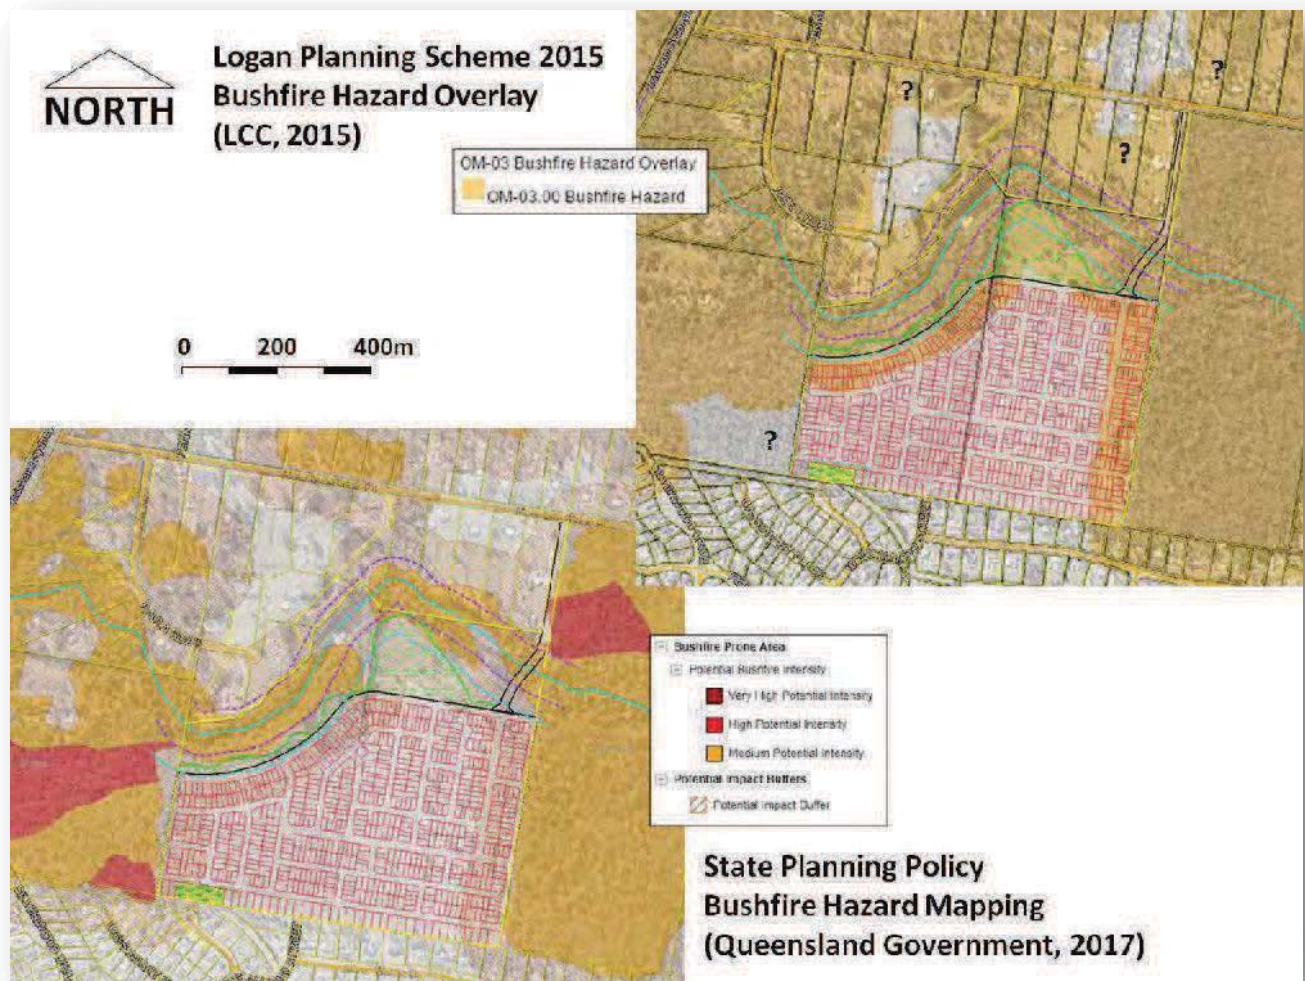 NORTH
Logan Planning Scheme 2015
Bushfire Hazard Overlay
(LCC, 2015)
OM-03 Bushfire Hazard Overlay
OM-03.00 Bushfire Hazard
0 200 400m
?
?
?
?
Bushfire Prone Area
Potential Bushfire Intensity
Very High Potential Intensity
High Potential Intensity
Medium Potential Intensity
Potential Impact Buffers
Potential Impact Buffer
State Planning Policy
Bushfire Hazard Mapping
(Queensland Government, 2017)